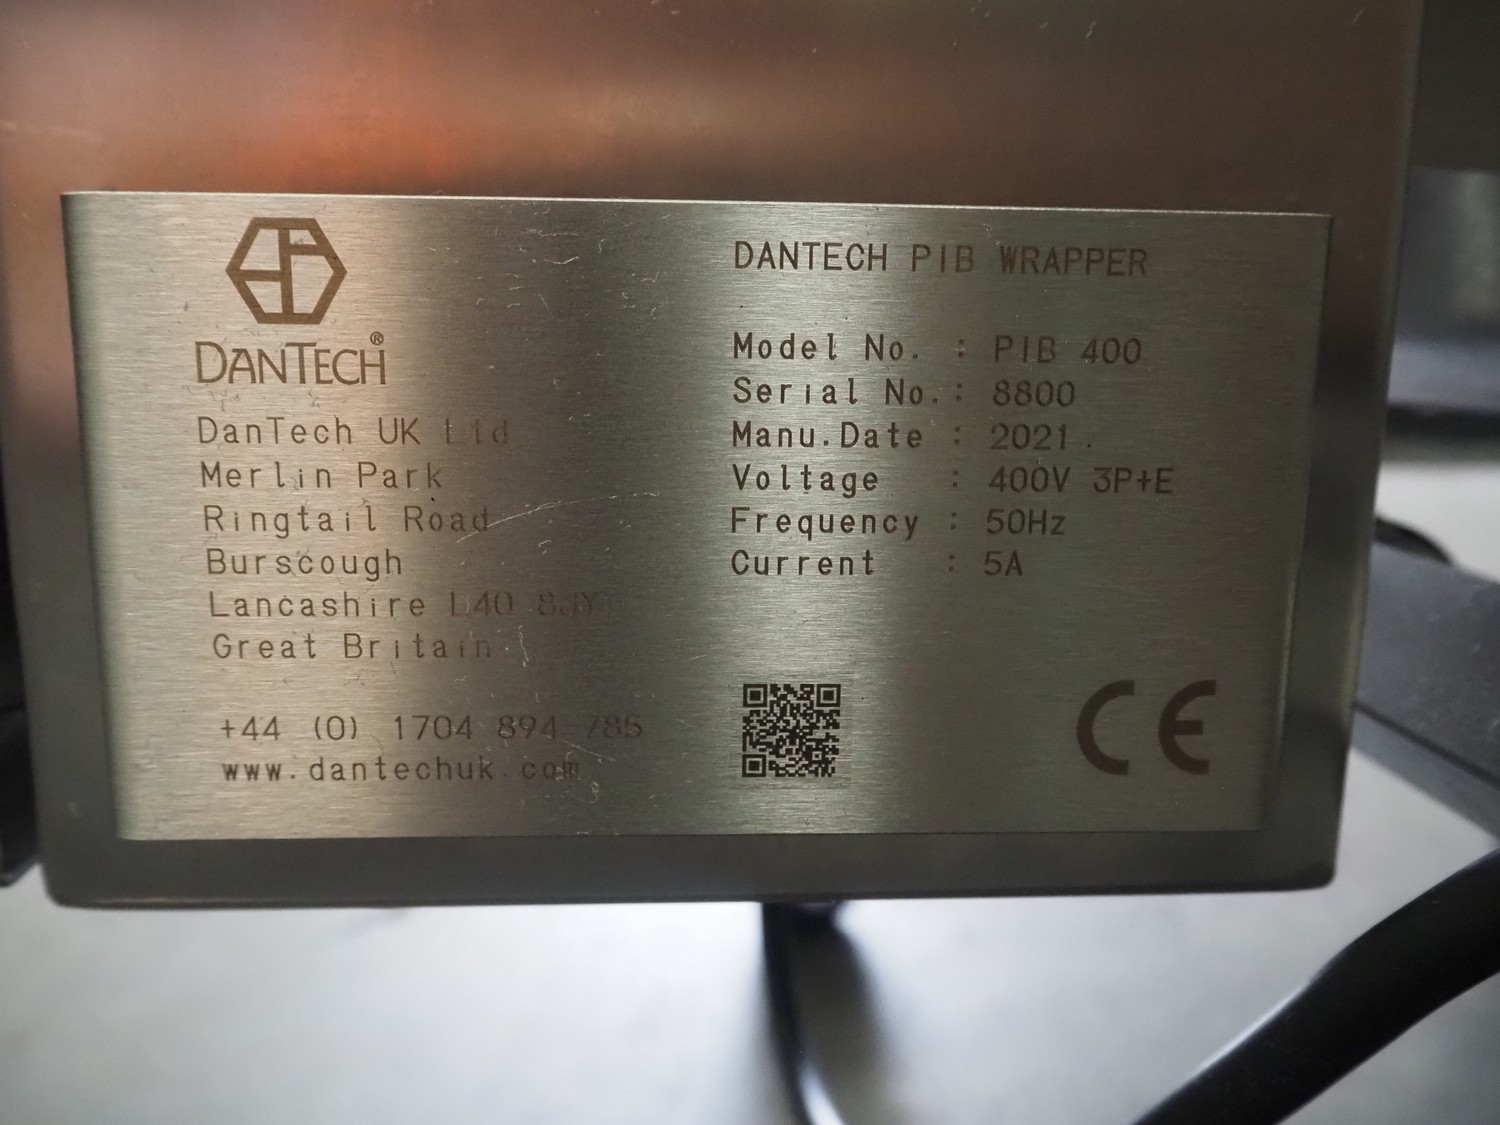 DANTECH®
DanTech UK Ltd
Merlin Park
Ringtail Road
Burscough
Lancashire L40 8JY
Great Britain
+44 (0) 1704 894 785
www.dantechuk.com
DANTECH PIB WRAPPER
Model No. : PIB 400
Serial No.: 8800
Manu.Date : 2021.
Voltage : 400V 3P+E
Frequency : 50Hz
Current : 5A
CE